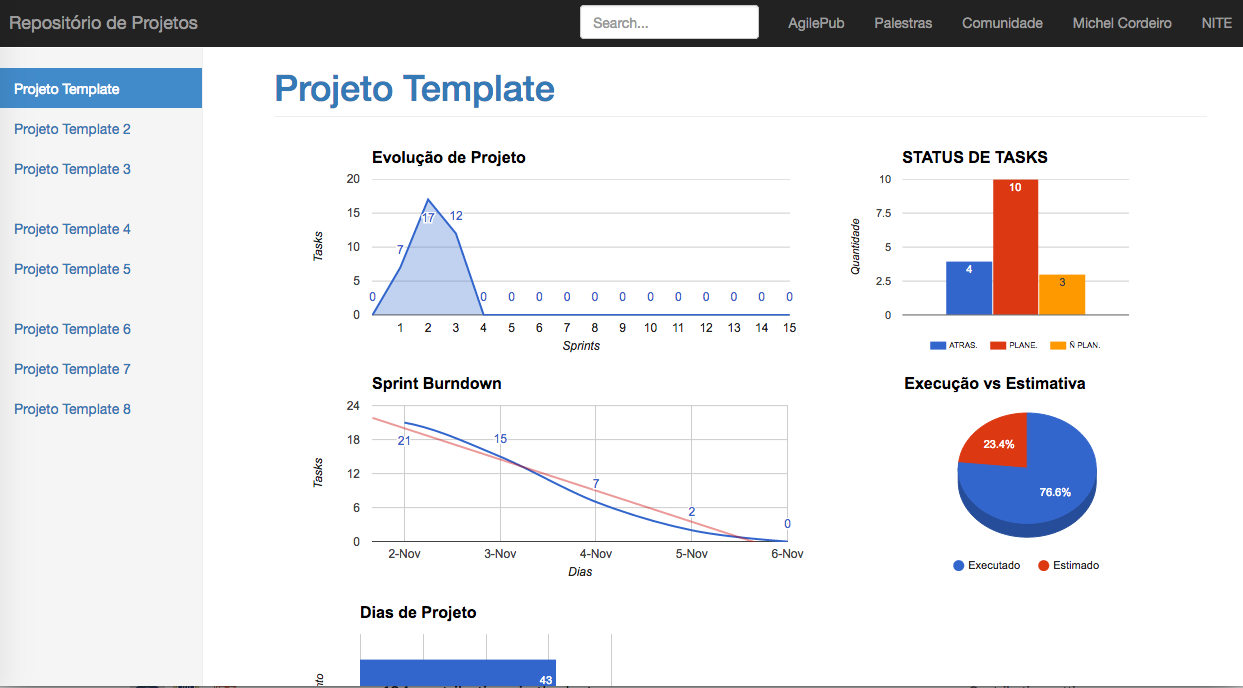 Repositório de Projetos
Search...
AgilePub
Palestras
Comunidade
Michel Cordeiro
NITE
Projeto Template
Projeto Template 2
Projeto Template 3
Projeto Template 4
Projeto Template 5
Projeto Template 6
Projeto Template 7
Projeto Template 8
Projeto Template
Evolução de Projeto
Tasks
20
15
10
5
0
0 7 17 12 0 0 0 0 0 0 0 0 0 0 0 0
1 2 3 4 5 6 7 8 9 10 11 12 13 14 15
Sprints
STATUS DE TASKS
Quantidade
10
7.5
5
2.5
0
4 10 3
ATRAS. PLANE. Ñ PLAN.
Sprint Burndown
Tasks
24
18
12
6
0
21 15 7 2 0
2-Nov 3-Nov 4-Nov 5-Nov 6-Nov
Dias
Execução vs Estimativa
23.4%
76.6%
Executado Estimado
Dias de Projeto
43